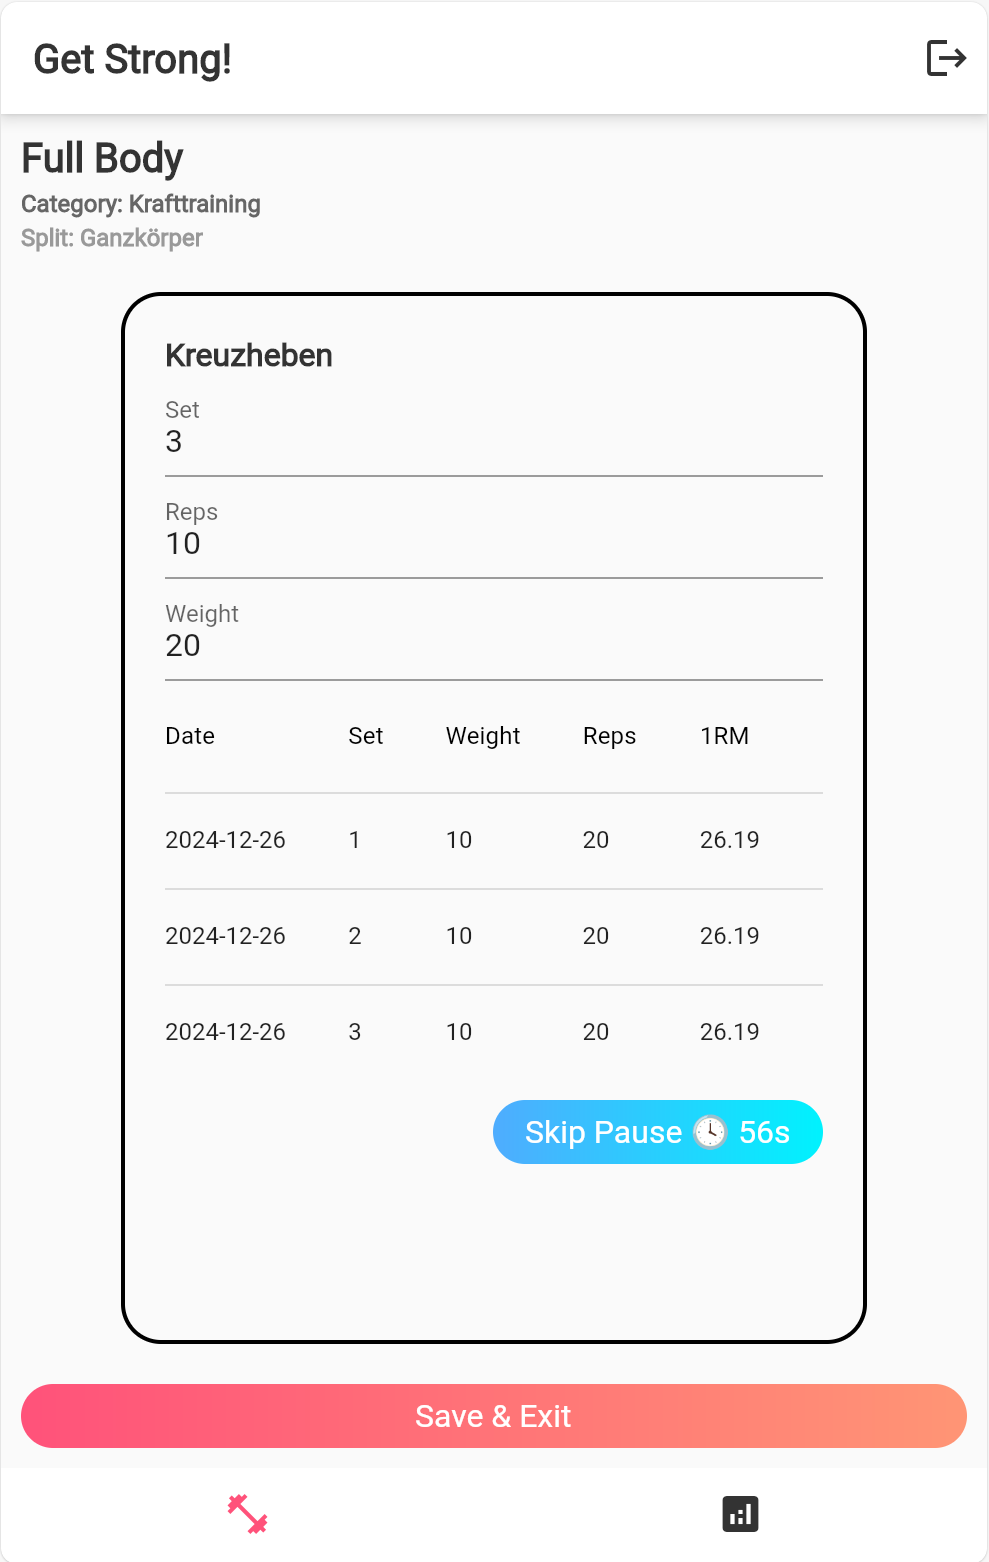 Get Strong!
Full Body
Category: Krafttraining
Split: Ganzkörper
Kreuzheben
Set
3
Reps
10
Weight
20
Date Set Weight Reps 1RM
2024-12-26 1 10 20 26.19
2024-12-26 2 10 20 26.19
2024-12-26 3 10 20 26.19
Skip Pause 🕓 56s
Save & Exit